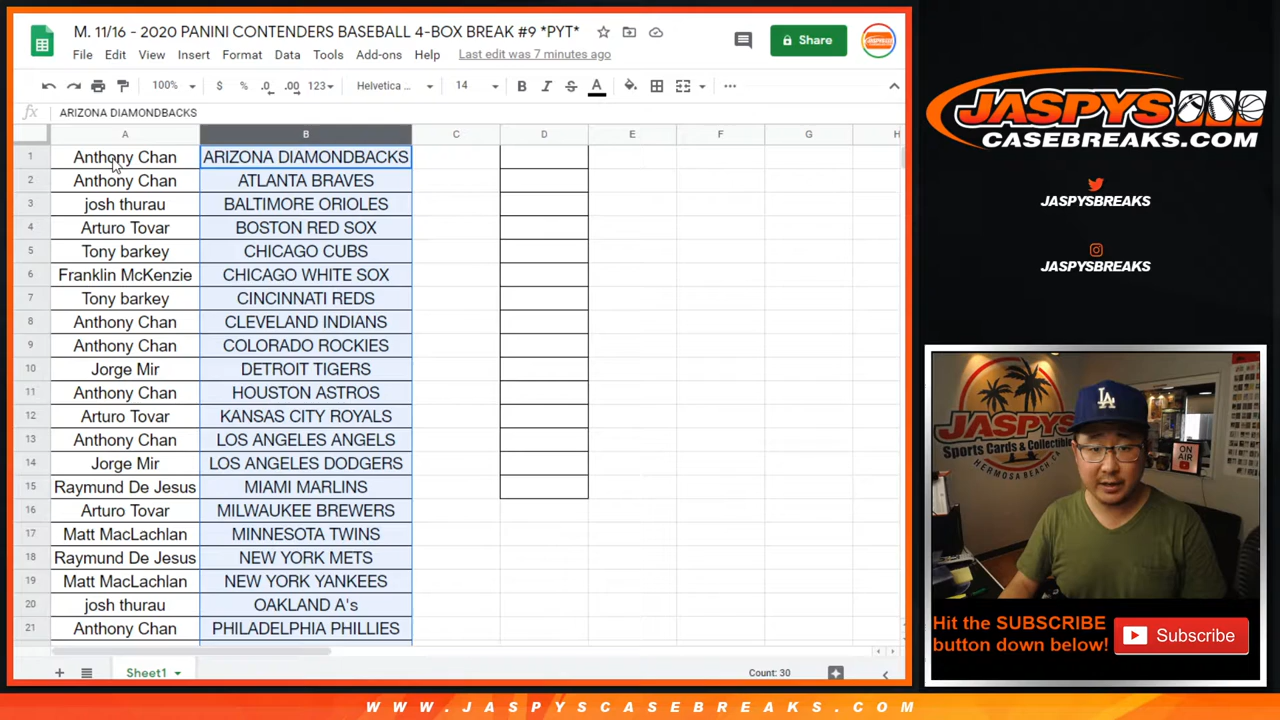 M. 11/16 - 2020 PANINI CONTENDERS BASEBALL 4-BOX BREAK #9 *PYT*
File Edit View Insert Format Data Tools Add-ons Help Last edit was 7 minutes ago
Share
100% $ % .0 .00 123 Helvetica ... 14 B I S A
fx ARIZONA DIAMONDBACKS
A B C D E F G H
1 Anthony Chan ARIZONA DIAMONDBACKS
2 Anthony Chan ATLANTA BRAVES
3 josh thurau BALTIMORE ORIOLES
4 Arturo Tovar BOSTON RED SOX
5 Tony barkey CHICAGO CUBS
6 Franklin McKenzie CHICAGO WHITE SOX
7 Tony barkey CINCINNATI REDS
8 Anthony Chan CLEVELAND INDIANS
9 Anthony Chan COLORADO ROCKIES
10 Jorge Mir DETROIT TIGERS
11 Anthony Chan HOUSTON ASTROS
12 Arturo Tovar KANSAS CITY ROYALS
13 Anthony Chan LOS ANGELES ANGELS
14 Jorge Mir LOS ANGELES DODGERS
15 Raymund De Jesus MIAMI MARLINS
16 Arturo Tovar MILWAUKEE BREWERS
17 Matt MacLachlan MINNESOTA TWINS
18 Raymund De Jesus NEW YORK METS
19 Matt MacLachlan NEW YORK YANKEES
20 josh thurau OAKLAND A's
21 Anthony Chan PHILADELPHIA PHILLIES
Sheet1
Count: 30
JASPYS
CASEBREAKS.COM
JASPYSBREAKS
JASPYSBREAKS
JASPYS
Sports Cards & Collectibles
HERMOSA BEACH, CA
LA
ON AIR
Hit the SUBSCRIBE
button down below!
Subscribe
WWW.JASPYSCASEBREAKS.COM